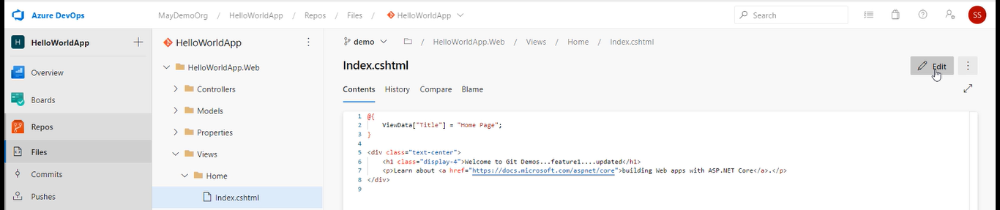 Azure DevOps
MayDemoOrg / HelloWorldApp / Repos / Files / HelloWorldApp
Search
SS
H HelloWorldApp
Overview
Boards
Repos
Files
Commits
Pushes
HelloWorldApp
HelloWorldApp.Web
Controllers
Models
Properties
Views
Home
Index.cshtml
demo / HelloWorldApp.Web / Views / Home / Index.cshtml
Index.cshtml
Edit
Contents History Compare Blame
1 @{
2 ViewData["Title"] = "Home Page";
3 }
4
5 <div class="text-center">
6 <h1 class="display-4">Welcome to Git Demos...feature1....updated</h1>
7 <p>Learn about <a href="https://docs.microsoft.com/aspnet/core">building Web apps with ASP.NET Core</a>.</p>
8 </div>
9